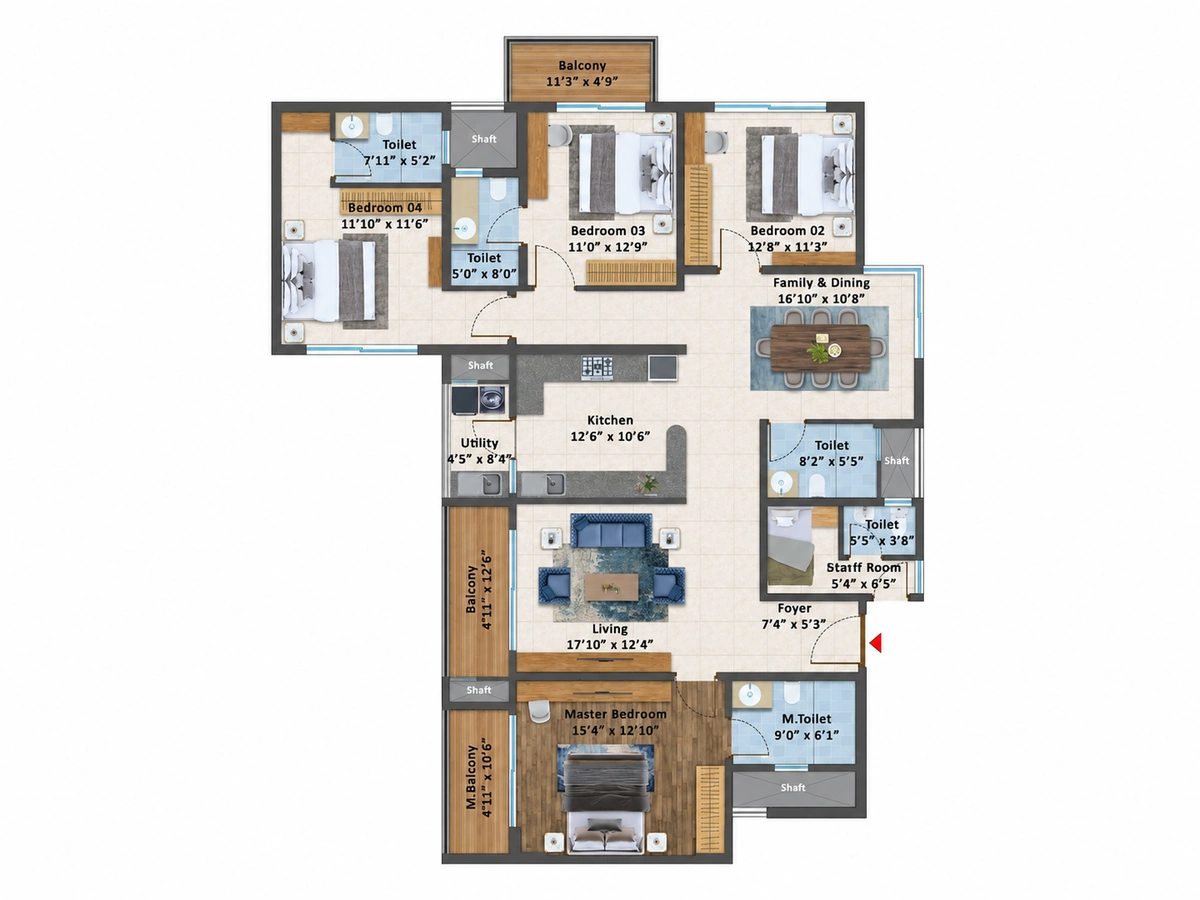 Balcony
11’3” x 4’9”
Toilet
7’11” x 5’2”
Shaft
Bedroom 04
11’10” x 11’6”
Toilet
5’0” x 8’0”
Bedroom 03
11’0” x 12’9”
Bedroom 02
12’8” x 11’3”
Family & Dining
16’10” x 10’8”
Shaft
Kitchen
12’6” x 10’6”
Utility
4’5” x 8’4”
Toilet
8’2” x 5’5”
Shaft
Toilet
5’5” x 3’8”
Staff Room
5’4” x 6’5”
Balcony
4’11” x 12’6”
Living
17’10” x 12’4”
Foyer
7’4” x 5’3”
Shaft
Master Bedroom
15’4” x 12’10”
M.Toilet
9’0” x 6’1”
M.Balcony
4’11” x 10’6”
Shaft